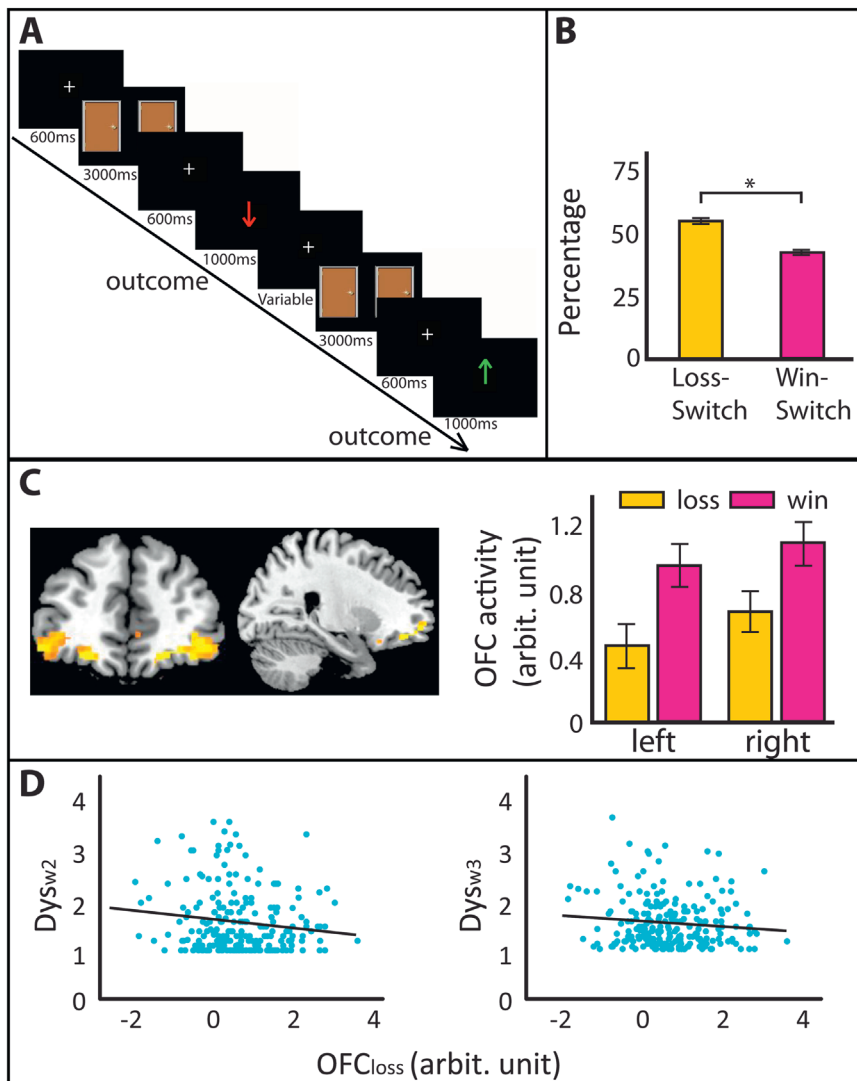 A
600ms
3000ms
600ms
1000ms
outcome
Variable
3000ms
600ms
1000ms
outcome
B
Percentage
75
50
25
0
*
Loss-
Switch
Win-
Switch
C
loss
win
OFC activity
(arbit. unit)
1.2
0.8
0.4
0
left
right
D
Dysw2
4
3
2
1
0
-2
0
2
4
Dysw3
4
3
2
1
0
-2
0
2
4
OFCloss (arbit. unit)